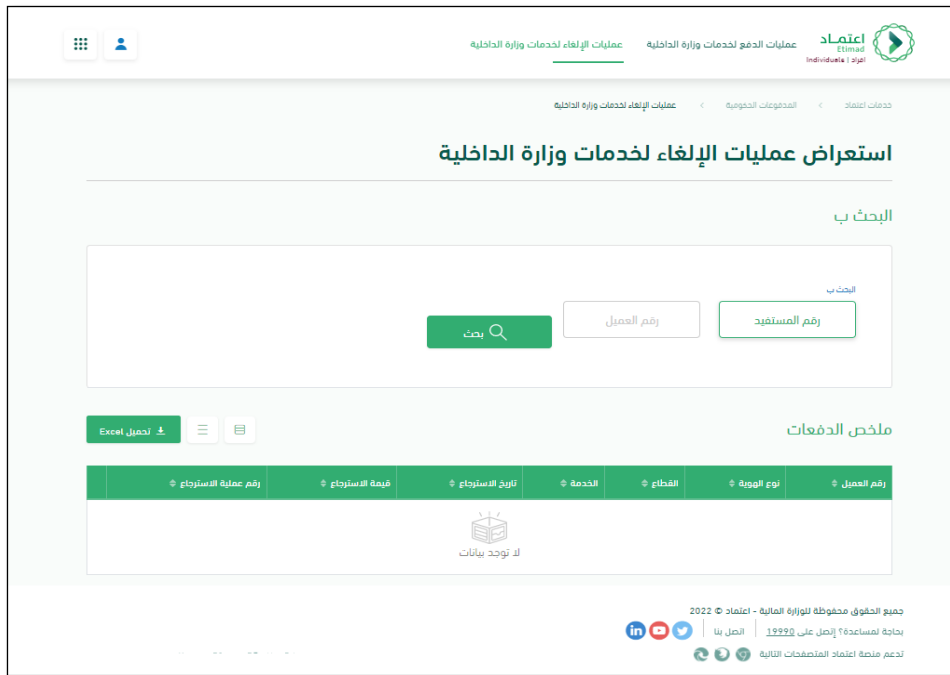 اعتمـاد
Etimad
افراد | Individuals
عمليات الدفع لخدمات وزارة الداخلية
عمليات الإلغاء لخدمات وزارة الداخلية
خدمات اعتماد > المدفوعات الحكومية > عمليات الإلغاء لخدمات وزارة الداخلية
استعراض عمليات الإلغاء لخدمات وزارة الداخلية
البحث ب
البحث ب
رقم المستفيد
رقم العميل
بحث
ملخص الدفعات
تحميل Excel
رقم العميل نوع الهوية القطاع الخدمة تاريخ الاسترجاع قيمة الاسترجاع رقم عملية الاسترجاع
لا توجد بيانات
جميع الحقوق محفوظة للوزارة المالية - اعتماد © 2022
بحاجة لمساعدة؟ إتصل على 19990 | اتصل بنا
تدعم منصة اعتماد المتصفحات التالية